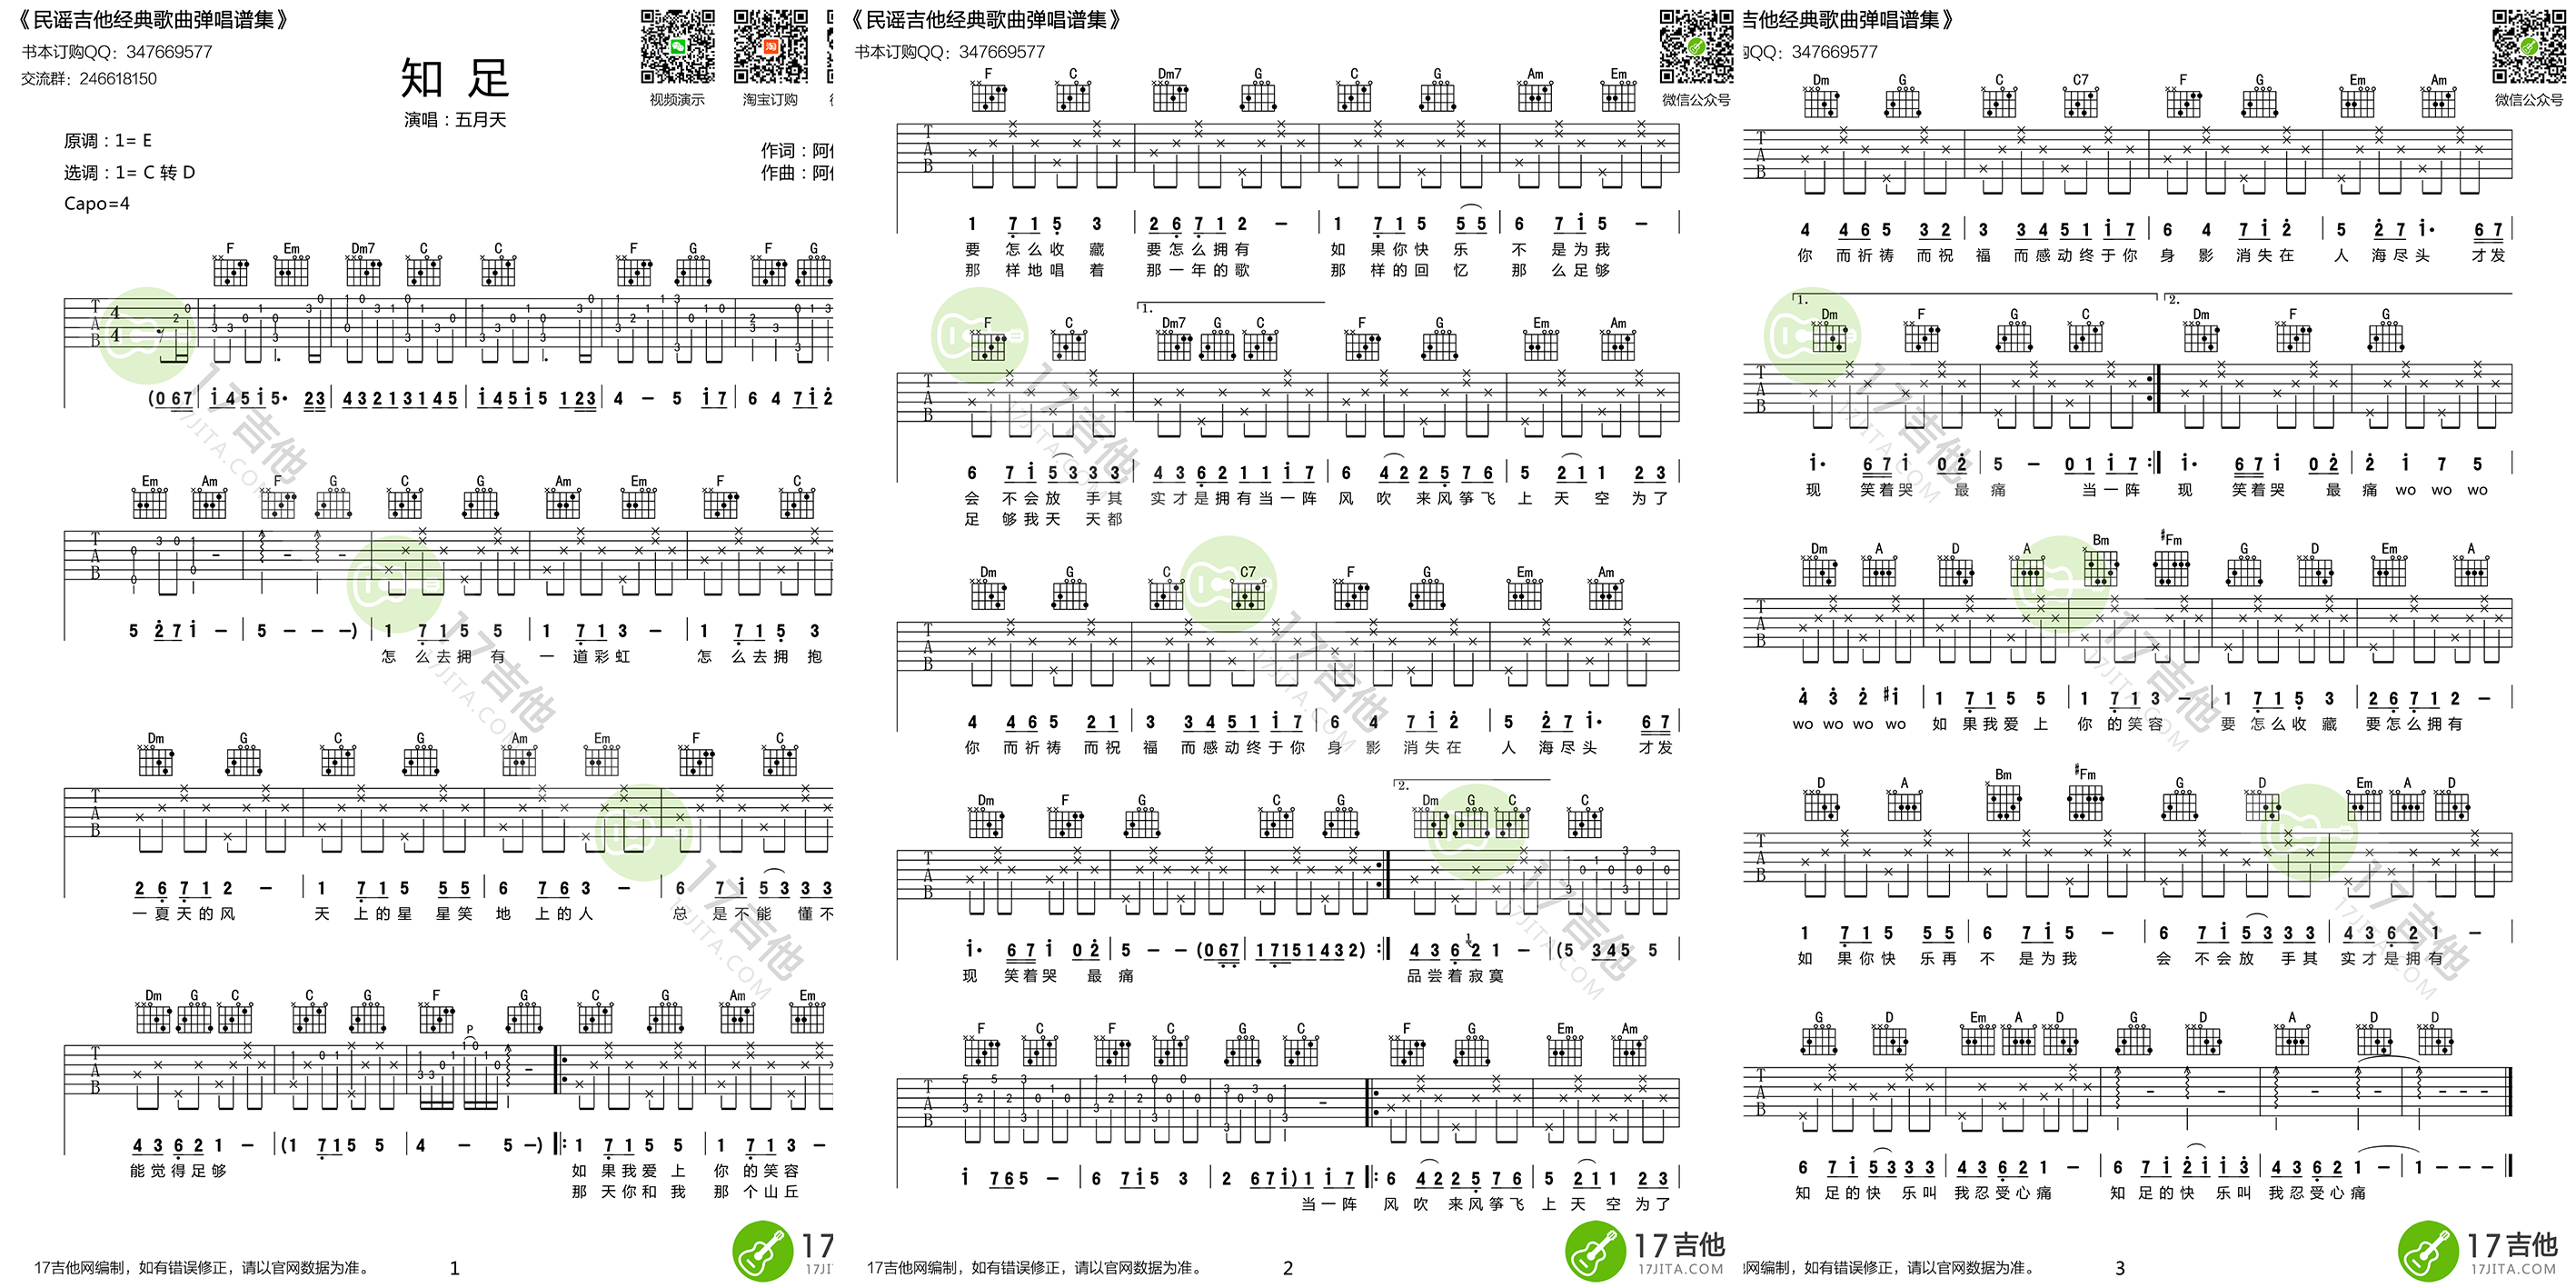 《民谣吉他经典歌曲弹唱谱集》
书本订购QQ：347669577
交流群：246618150
知 足
演唱：五月天
视频演示
淘宝订购
原调：1= E
选调：1= C 转 D
Capo=4
作词：阿
作曲：阿
F Em Dm7 C C F G F G
(0 67 i 4 5 i 5· 23 4 3 2 1 3 1 4 5 i 4 5 i 5 1 23 4 － 5 i 7 6 4 7 i 2
Em Am F G C G Am Em F C
5 2 7 i － 5 － － －) 1 7 1 5 5 1 7 1 3 － 1 7 1 5 3
怎 么去拥 有 一 道彩虹 怎 么去拥 抱
Dm G C G Am Em F C
2 6 7 1 2 － 1 7 1 5 5 5 6 7 6 3 － 6 7 i 5 3 3 3
一夏天的风 天 上的星 星笑 地 上的人 总 是不能 懂不
Dm G C C G F G C G Am Em
4 3 6 2 1 － (1 7 1 5 5 4 － 5 －) 1 7 1 5 5 1 7 1 3 －
能觉得足够 如 果我爱 上 你 的笑容
那 天你和 我 那 个山丘
17吉他网编制，如有错误修正，请以官网数据为准。
1
17
17JI
《民谣吉他经典歌曲弹唱谱集》
书本订购QQ：347669577
微信公众号
F C Dm7 G C G Am Em
1 7 1 5 3 2 6 7 1 2 － 1 7 1 5 5 5 6 7 i 5 －
要 怎么收 藏 要怎么拥有 如 果你快 乐 不 是为我
那 样地唱 着 那一年的歌 那 样的回 忆 那 么足够
1.
F C Dm7 G C F G Em Am
6 7 i 5 3 3 3 4 3 6 2 1 1 i 7 6 4 2 2 5 7 6 5 2 1 1 2 3
会 不会放 手其 实才是拥有当一阵 风 吹 来风筝飞 上 天 空 为了
足 够我天 天都
Dm G C C7 F G Em Am
4 4 6 5 2 1 3 3 4 5 1 i 7 6 4 7 i 2 5 2 7 i· 67
你 而祈祷 而祝 福 而感动终于你 身 影 消失在 人 海尽头 才发
2.
Dm F G C G Dm G C C
i· 67 i 0 2 5 － － (0 67 1 7 1 5 1 4 3 2) 4 3 6 2 1 － (5 3 4 5 5
现 笑着哭 最 痛 品尝着寂寞
F C F C G C F G Em Am
i 7 6 5 － 6 7 i 5 3 2 6 7 i) 1 i 7 6 4 2 2 5 7 6 5 2 1 1 2 3
当一阵 风 吹 来风筝飞 上 天 空 为了
17吉他网编制，如有错误修正，请以官网数据为准。
2
17吉他
17JITA.COM
吉他经典歌曲弹唱谱集》
QQ：347669577
微信公众号
Dm G C C7 F G Em Am
4 4 6 5 3 2 3 3 4 5 1 i 7 6 4 7 i 2 5 2 7 i· 67
你 而祈祷 而祝 福 而感动终于你 身 影 消失在 人 海尽头 才发
1. 2.
Dm F G C Dm F G
i· 67 i 0 2 5 － 0 1 i 7 i· 67 i 0 2 2 i 7 5
现 笑着哭 最 痛 当一阵 现 笑着哭 最 痛 wo wo wo
Dm A D A Bm #Fm G D Em A
4 3 2 #i 1 7 1 5 5 1 7 1 3 － 1 7 1 5 3 2 6 7 1 2 －
wo wo wo wo 如 果我爱 上 你 的笑容 要 怎么收 藏 要怎么拥有
D A Bm #Fm G D Em A D
1 7 1 5 5 5 6 7 i 5 － 6 7 i 5 3 3 3 4 3 6 2 1 －
如 果你快 乐再 不 是为我 会 不会放 手其 实才是拥有
G D Em A D G D A D D
6 7 i 5 3 3 3 4 3 6 2 1 － 6 7 i 2 i i 3 4 3 6 2 1 － 1 － － －
知 足的快 乐叫 我忍受心痛 知 足的快 乐叫 我忍受心痛
网编制，如有错误修正，请以官网数据为准。
3
17吉他
17JITA.COM